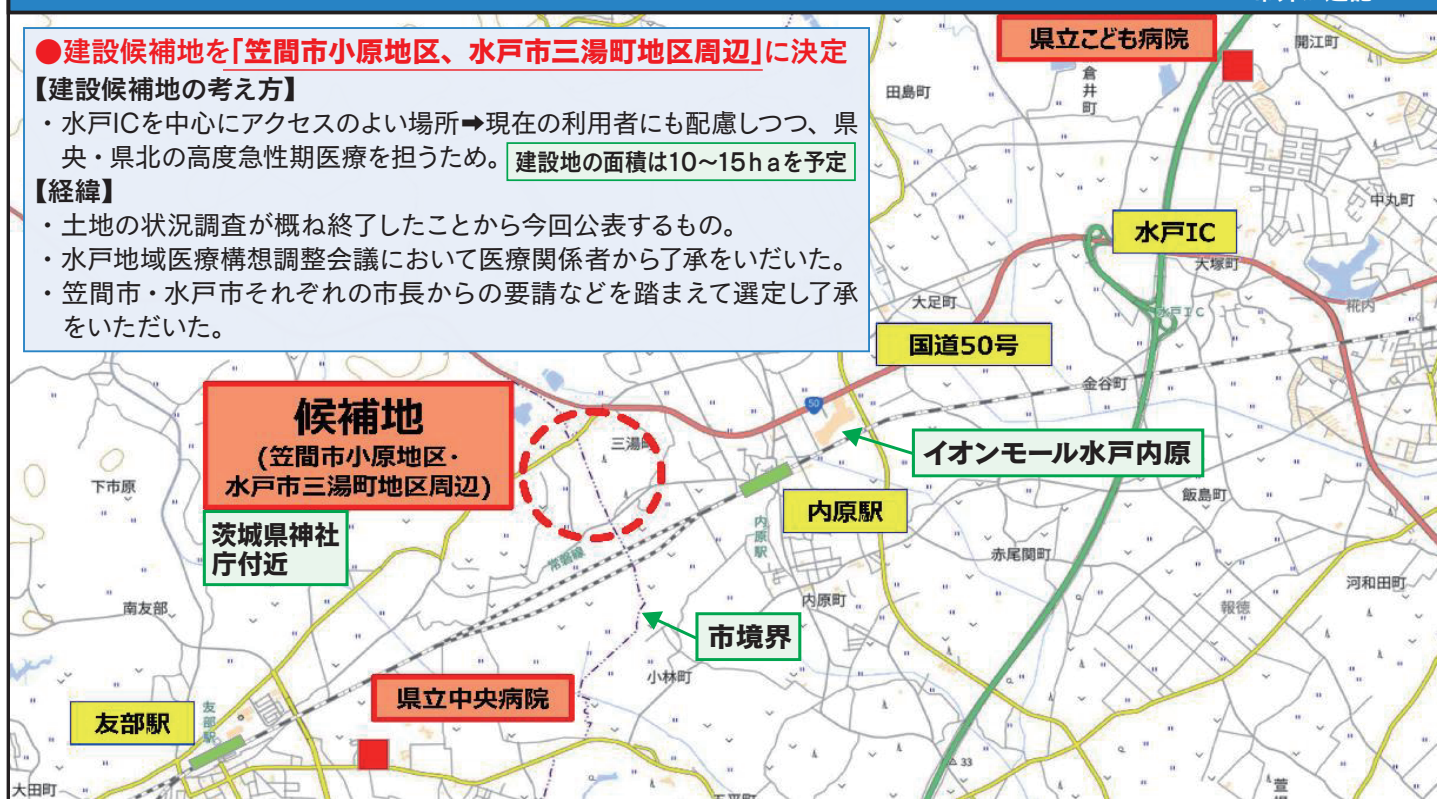 ●建設候補地を｢笠間市小原地区、水戸市三湯町地区周辺｣に決定
【建設候補地の考え方】
・水戸ICを中心にアクセスのよい場所➡現在の利用者にも配慮しつつ、県
央・県北の高度急性期医療を担うため。
建設地の面積は10～15haを予定
【経緯】
・土地の状況調査が概ね終了したことから今回公表するもの。
・水戸地域医療構想調整会議において医療関係者から了承をいだいた。
・笠間市・水戸市それぞれの市長からの要請などを踏まえて選定し了承
をいただいた。
県立こども病院
開江町
倉井町
田島町
中丸町
水戸IC
大塚町
水戸IC
大足町
国道50号
金谷町
50
候補地
(笠間市小原地区・
水戸市三湯町地区周辺)
三湯町
イオンモール水戸内原
下市原
飯島町
内原駅
内原駅
茨城県神社
庁付近
常磐線
赤尾関町
河和田町
南友部
内原町
報徳
市境界
小林町
県立中央病院
友部駅
友部駅
33
大田町